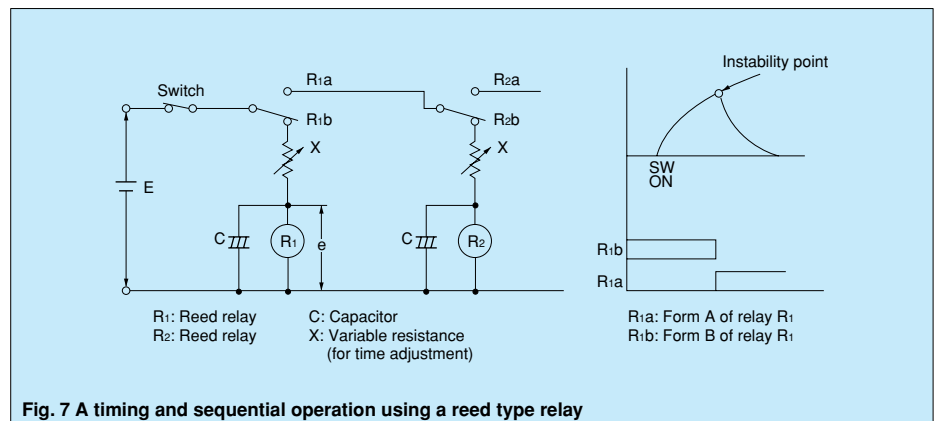 Switch
R1a
R1b
X
E
C
R1
e
R2a
R2b
X
C
R2
Instability point
SW
ON
R1b
R1a
R1: Reed relay
R2: Reed relay
C: Capacitor
X: Variable resistance
(for time adjustment)
R1a: Form A of relay R1
R1b: Form B of relay R1
Fig. 7 A timing and sequential operation using a reed type relay